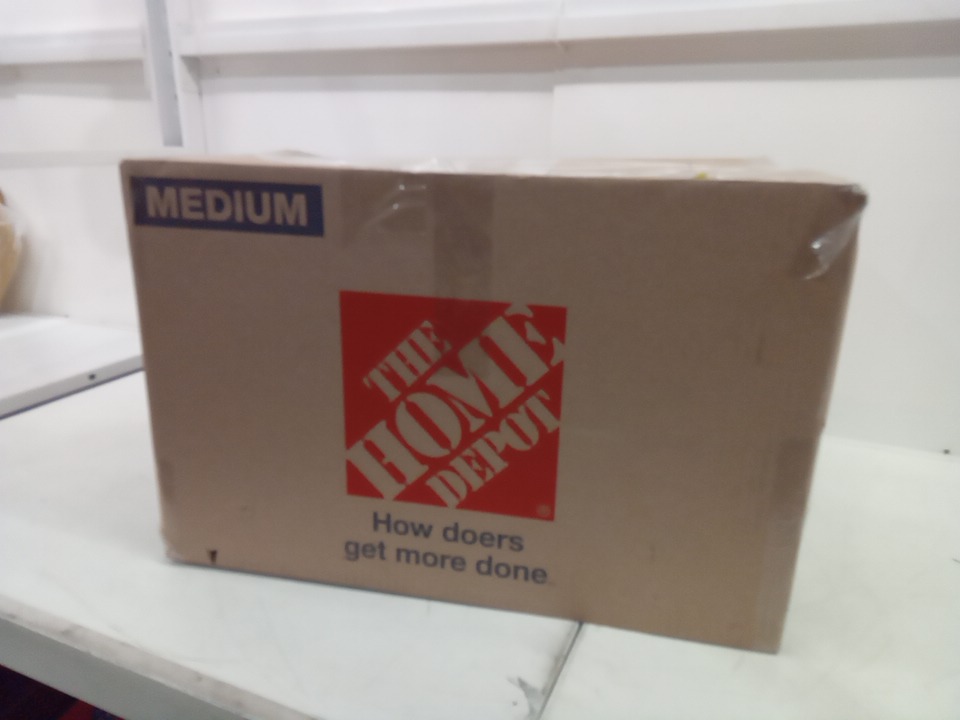 MEDIUM
THE
HOME
DEPOT
How doers
get more done